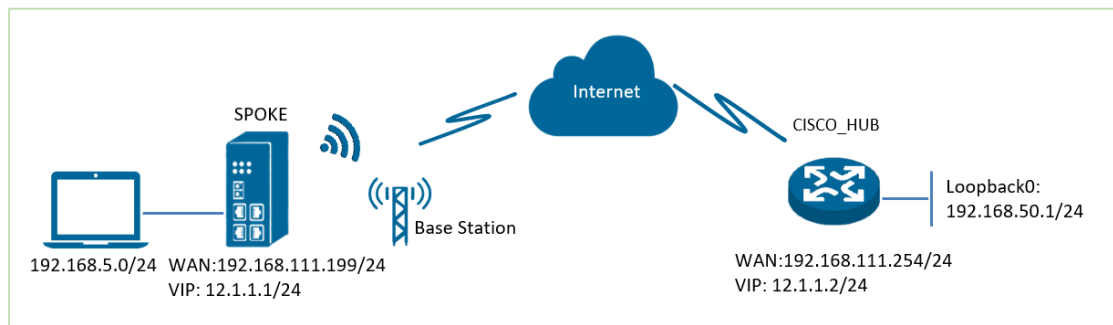 Internet
SPOKE
CISCO_HUB
Loopback0:
192.168.50.1/24
Base Station
192.168.5.0/24
WAN:192.168.111.199/24
VIP: 12.1.1.1/24
WAN:192.168.111.254/24
VIP: 12.1.1.2/24